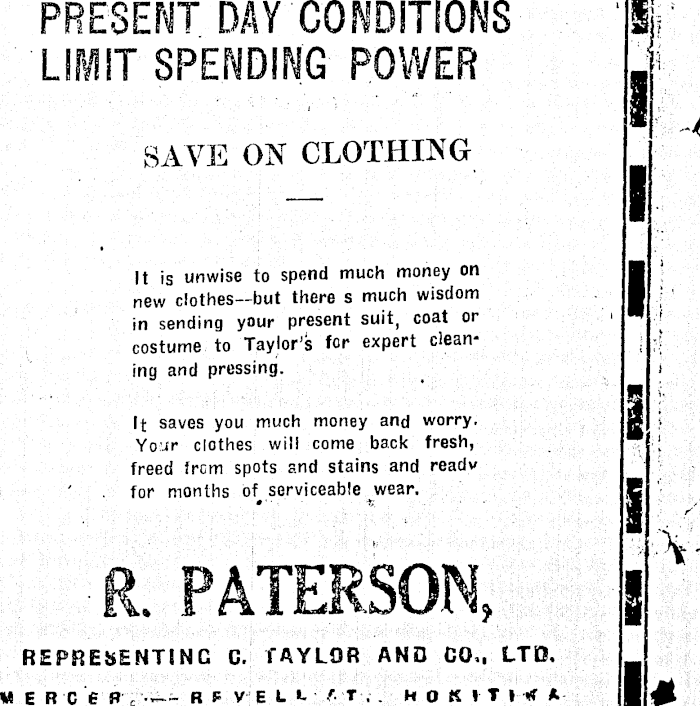 PRESENT DAY CONDITIONS
LIMIT SPENDING POWER
SAVE ON CLOTHING
It is unwise to spend much money on
new clothes--but there s much wisdom
in sending your present suit, coat or
costume to Taylor's for expert clean-
ing and pressing.
It saves you much money and worry.
Your clothes will come back fresh,
freed from spots and stains and ready
for months of serviceable wear.
R. PATERSON,
REPRESENTING C. TAYLOR AND CO., LTD.
MERCER — REVELL ST., HOKITIKA